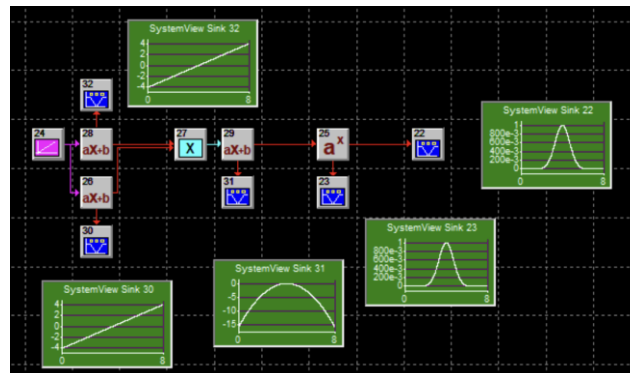 SystemView Sink 32
4
2
0
-2
-4
0 8
32
24
28
aX+b
27
X
29
aX+b
25
aˣ
22
SystemView Sink 22
1
800e-3
600e-3
400e-3
200e-3
0
0 8
26
aX+b
31
23
30
SystemView Sink 23
1
800e-3
600e-3
400e-3
200e-3
0
0 8
SystemView Sink 31
0
-5
-10
-15
0 8
SystemView Sink 30
4
2
0
-2
-4
0 8